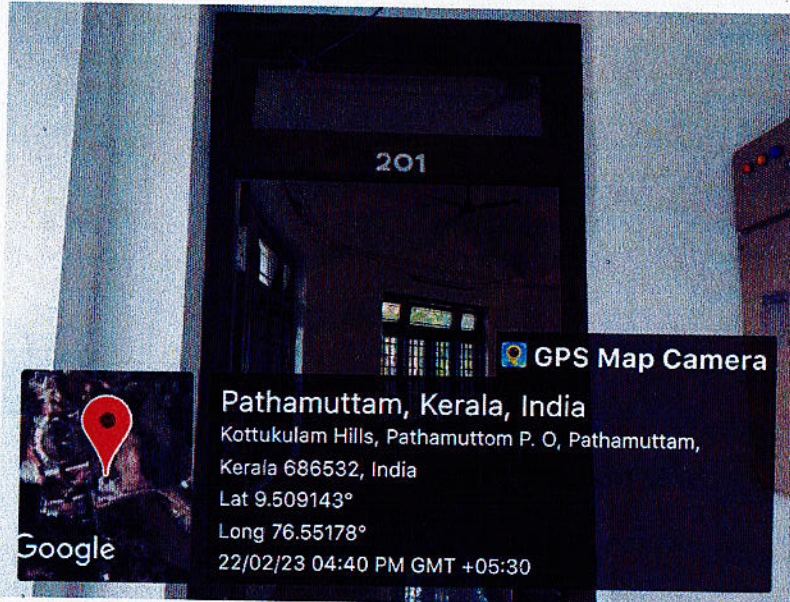 201
GPS Map Camera
Pathamuttam, Kerala, India
Kottukulam Hills, Pathamuttom P. O, Pathamuttam,
Kerala 686532, India
Lat 9.509143°
Long 76.55178°
22/02/23 04:40 PM GMT +05:30
Google